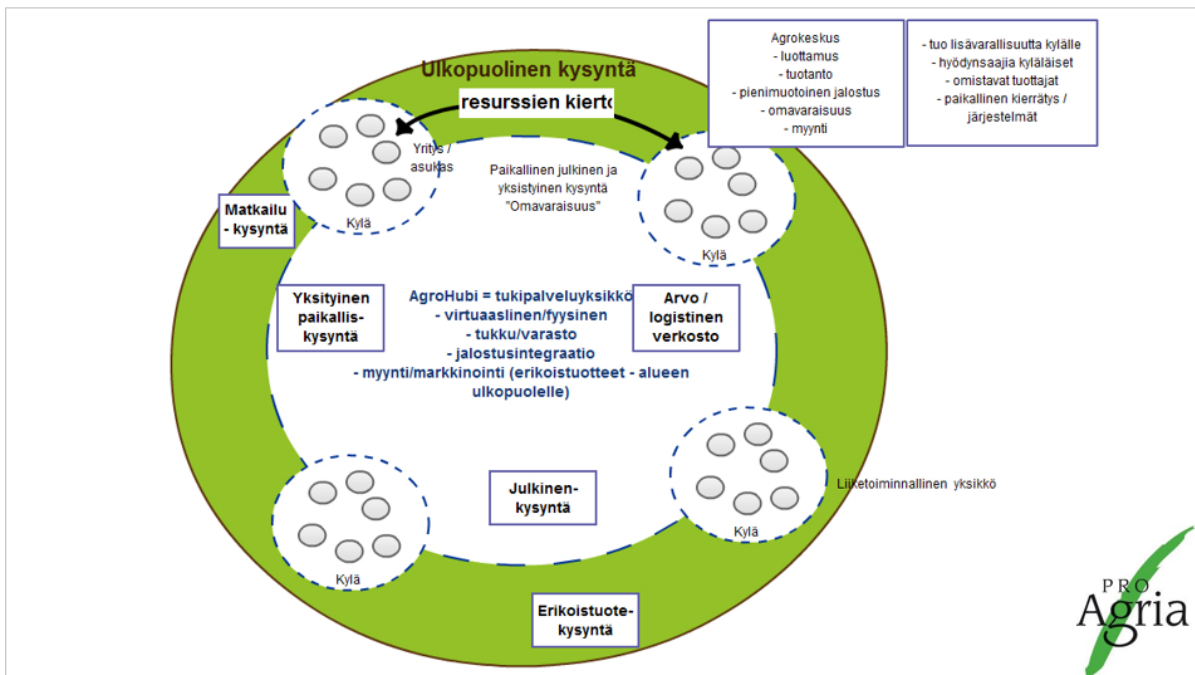 Ulkopuolinen kysyntä
resurssien kierto
Agrokeskus
- luottamus
- tuotanto
- pienimuotoinen jalostus
- omavaraisuus
- myynti
- tuo lisävarallisuutta kylälle
- hyödynsaajia kyläläiset
- omistavat tuottajat
- paikallinen kierrätys /
järjestelmät
Yritys /
asukas
Kylä
Paikallinen julkinen ja
yksistyinen kysyntä
"Omavaraisuus"
Kylä
Matkailu
- kysyntä
Yksityinen
paikallis-
kysyntä
AgroHubi = tukipalveluyksikkö
- virtuaaslinen/fyysinen
- tukku/varasto
- jalostusintegraatio
- myynti/markkinointi (erikoistuotteet - alueen
ulkopuolelle)
Arvo /
logistinen
verkosto
Julkinen-
kysyntä
Liiketoiminnallinen yksikkö
Kylä
Kylä
Erikoistuote-
kysyntä
PRO
Agria